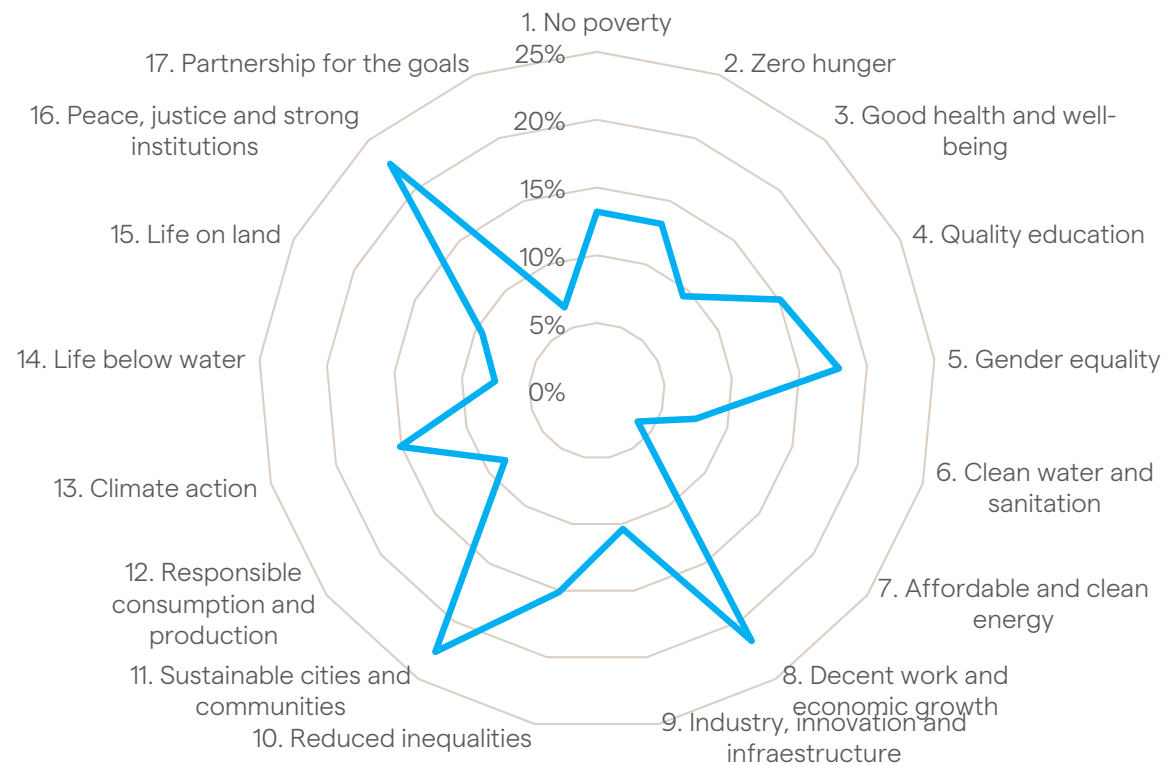 1. No poverty
2. Zero hunger
3. Good health and well-
being
4. Quality education
5. Gender equality
6. Clean water and
sanitation
7. Affordable and clean
energy
8. Decent work and
economic growth
9. Industry, innovation and
infraestructure
10. Reduced inequalities
11. Sustainable cities and
communities
12. Responsible
consumption and
production
13. Climate action
14. Life below water
15. Life on land
16. Peace, justice and strong
institutions
17. Partnership for the goals
25%
20%
15%
10%
5%
0%